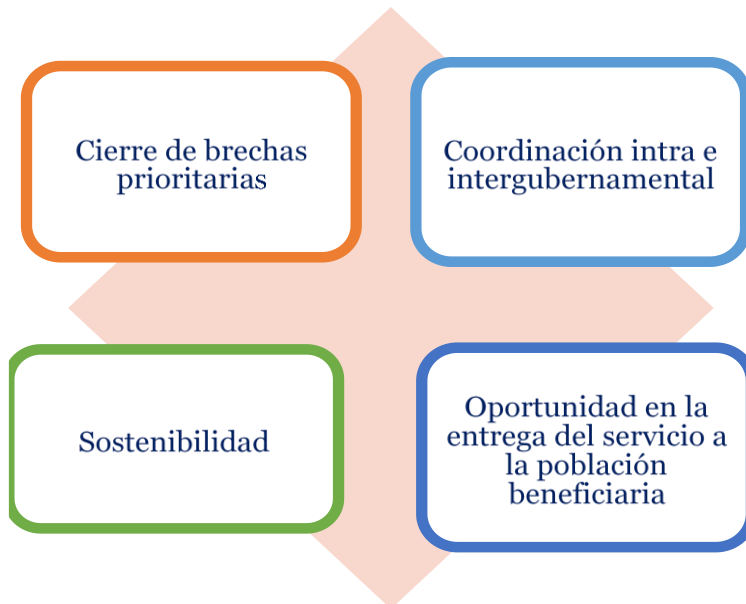 Cierre de brechas
prioritarias
Coordinación intra e
intergubernamental
Sostenibilidad
Oportunidad en la
entrega del servicio a
la población
beneficiaria